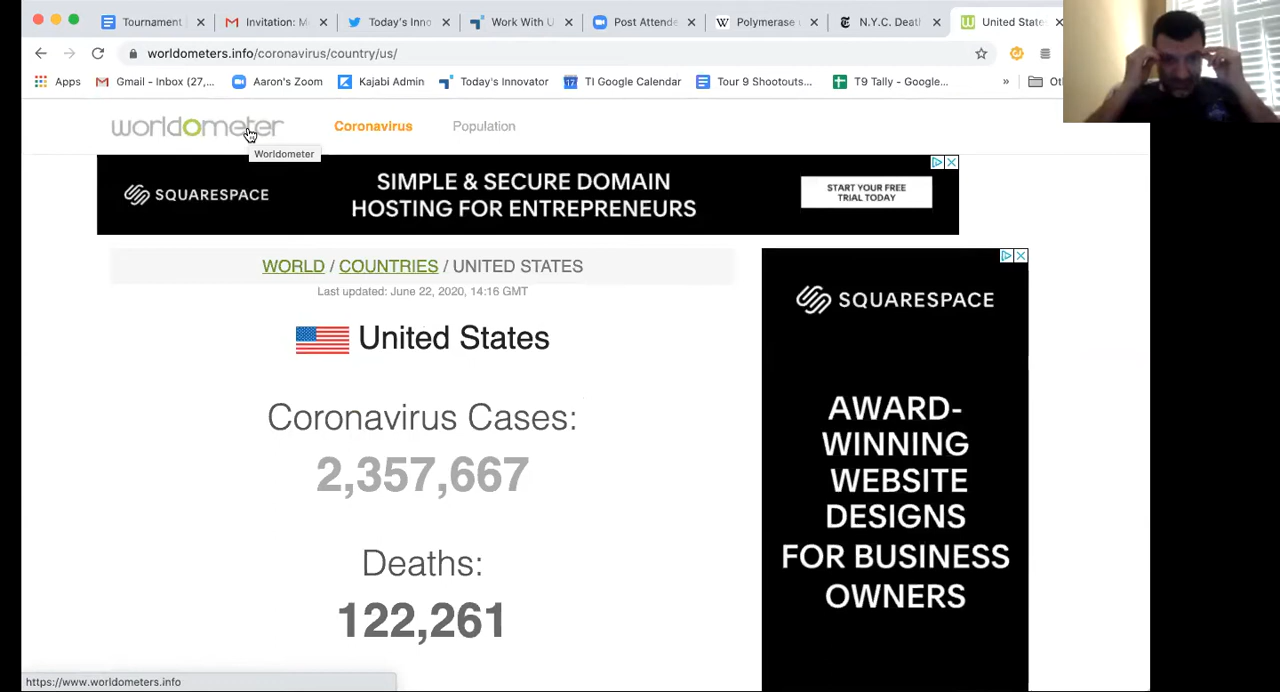 Tournament
Invitation: M
Today's Inno
Work With U
Post Attende
Polymerase
N.Y.C. Death
United State
worldometers.info/coronavirus/country/us/
Apps
Gmail - Inbox (27,...
Aaron's Zoom
Kajabi Admin
Today's Innovator
17
TI Google Calendar
Tour 9 Shootouts...
T9 Tally - Google...
»
Ot
worldometer
Coronavirus
Population
Worldometer
SQUARESPACE
SIMPLE & SECURE DOMAIN
HOSTING FOR ENTREPRENEURS
START YOUR FREE
TRIAL TODAY
WORLD / COUNTRIES / UNITED STATES
Last updated: June 22, 2020, 14:16 GMT
United States
Coronavirus Cases:
2,357,667
Deaths:
122,261
SQUARESPACE
AWARD-
WINNING
WEBSITE
DESIGNS
FOR BUSINESS
OWNERS
https://www.worldometers.info